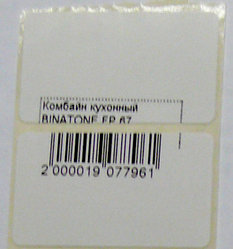 Комбайн кухонный
BINATONE FP 67
2 000019 077961